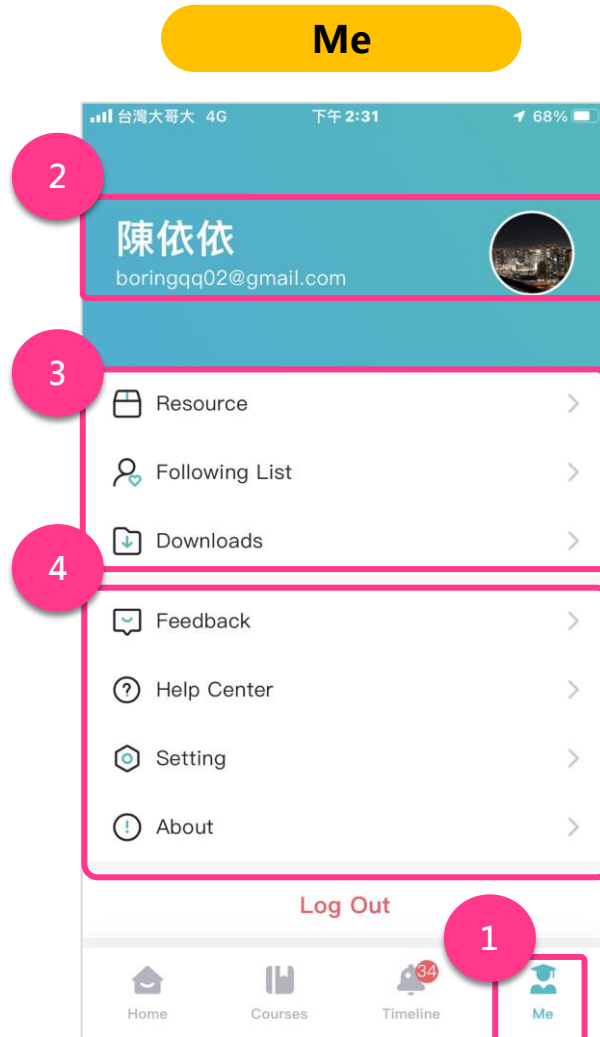 Me
台灣大哥大 4G 下午 2:31 68%
2
陳依依
boringqq02@gmail.com
3
Resource
Following List
Downloads
4
Feedback
? Help Center
Setting
! About
Log Out
1
34
Home Courses Timeline Me